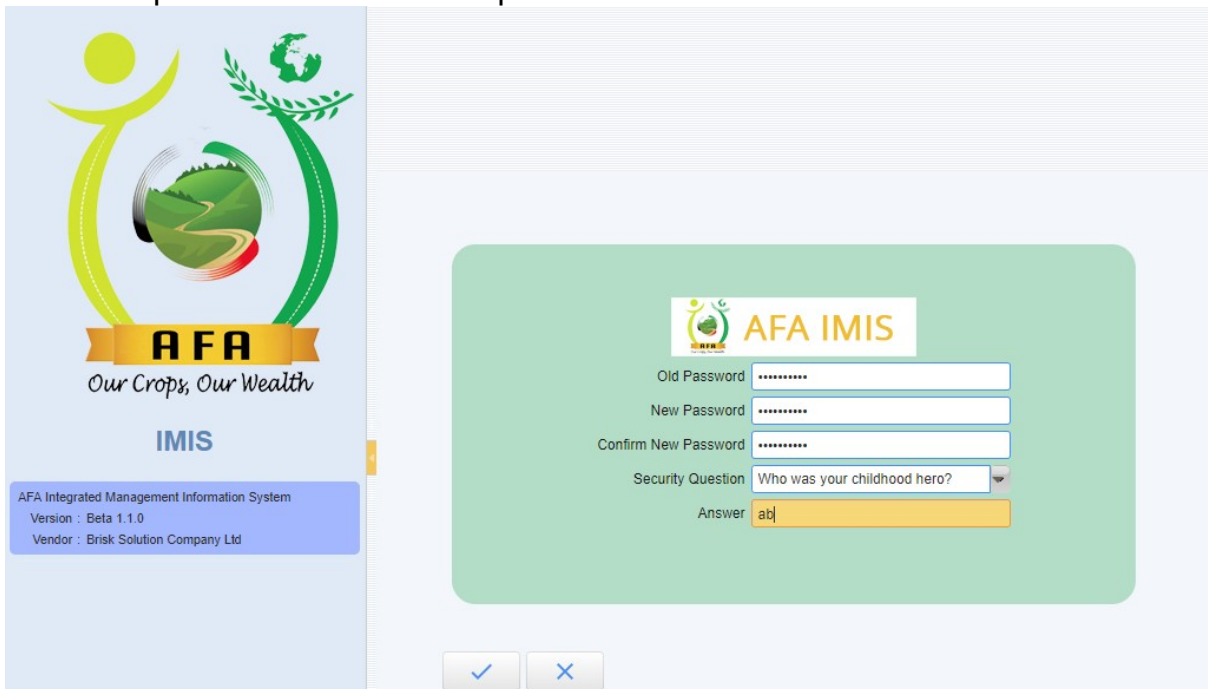 AFA
Our Crops, Our Wealth
IMIS
AFA Integrated Management Information System
Version : Beta 1.1.0
Vendor : Brisk Solution Company Ltd
AFA IMIS
Old Password ••••••••••
New Password ••••••••••
Confirm New Password ••••••••••
Security Question Who was your childhood hero?
Answer ab